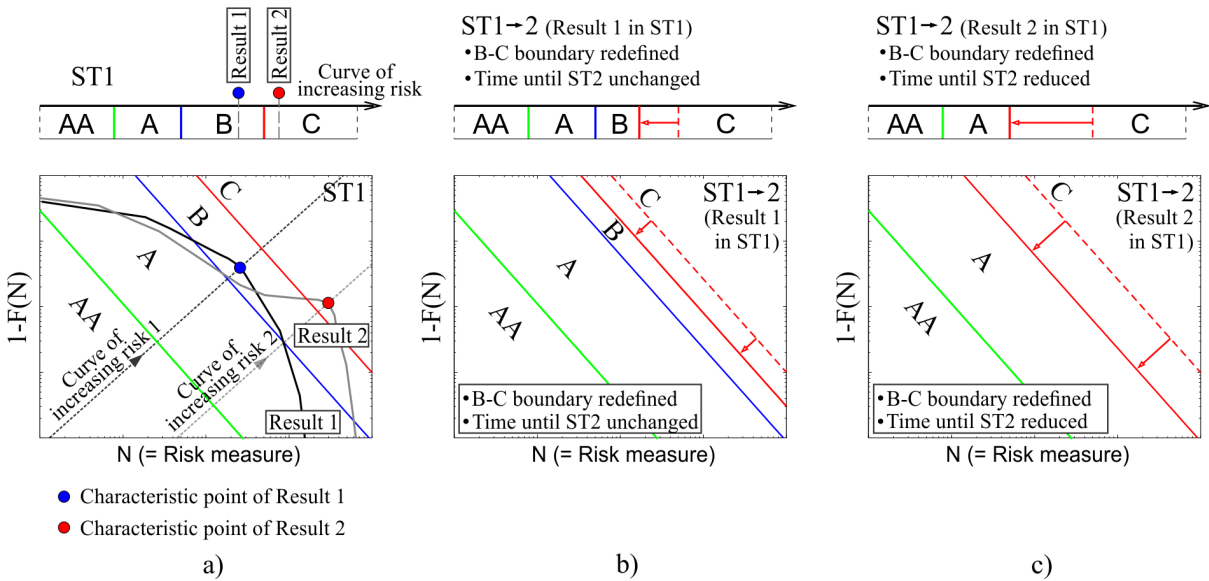 ST1
Result 1
Result 2
Curve of
increasing risk
AA
A
B
C
ST1
C
B
A
AA
Curve of
increasing risk 1
Curve of
increasing risk 2
Result 2
Result 1
1-F(N)
N (= Risk measure)
Characteristic point of Result 1
Characteristic point of Result 2
a)
ST1→2 (Result 1 in ST1)
•B-C boundary redefined
•Time until ST2 unchanged
AA
A
B
C
ST1→2
(Result 1
in ST1)
C
B
A
AA
•B-C boundary redefined
•Time until ST2 unchanged
1-F(N)
N (= Risk measure)
b)
ST1→2 (Result 2 in ST1)
•B-C boundary redefined
•Time until ST2 reduced
AA
A
C
ST1→2
(Result 2
in ST1)
C
A
AA
•B-C boundary redefined
•Time until ST2 reduced
1-F(N)
N (= Risk measure)
c)